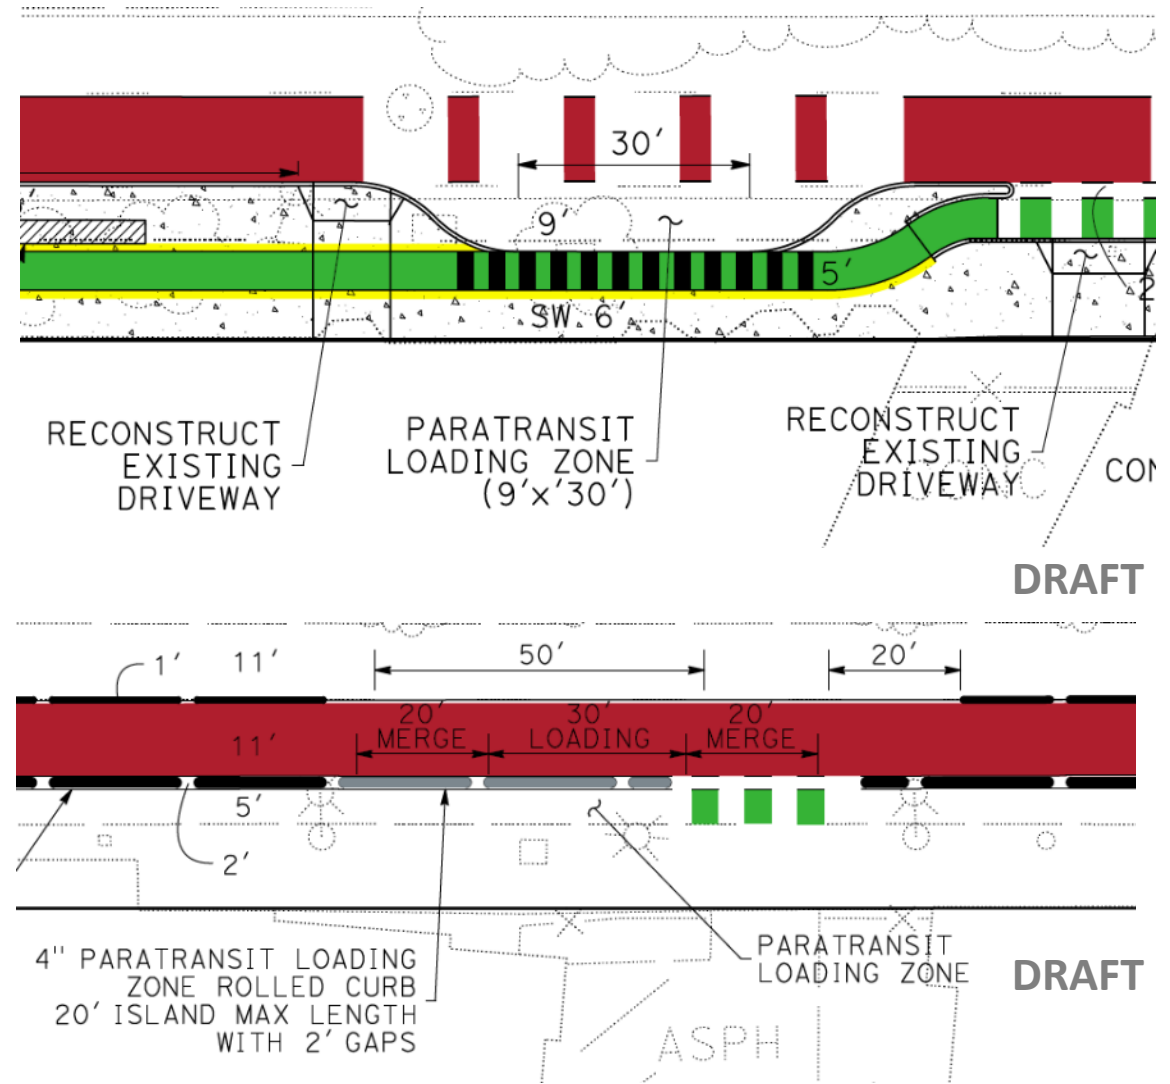 30'
9'
5'
2
SW 6'
RECONSTRUCT
EXISTING
DRIVEWAY
PARATRANSIT
LOADING ZONE
(9'x'30')
RECONSTRUCT
EXISTING
DRIVEWAY
CON
DRAFT
1'
11'
50'
20'
20'
MERGE
30'
LOADING
20'
MERGE
11'
5'
2'
4" PARATRANSIT LOADING
ZONE ROLLED CURB
20' ISLAND MAX LENGTH
WITH 2' GAPS
PARATRANSIT
LOADING ZONE
DRAFT
ASPH